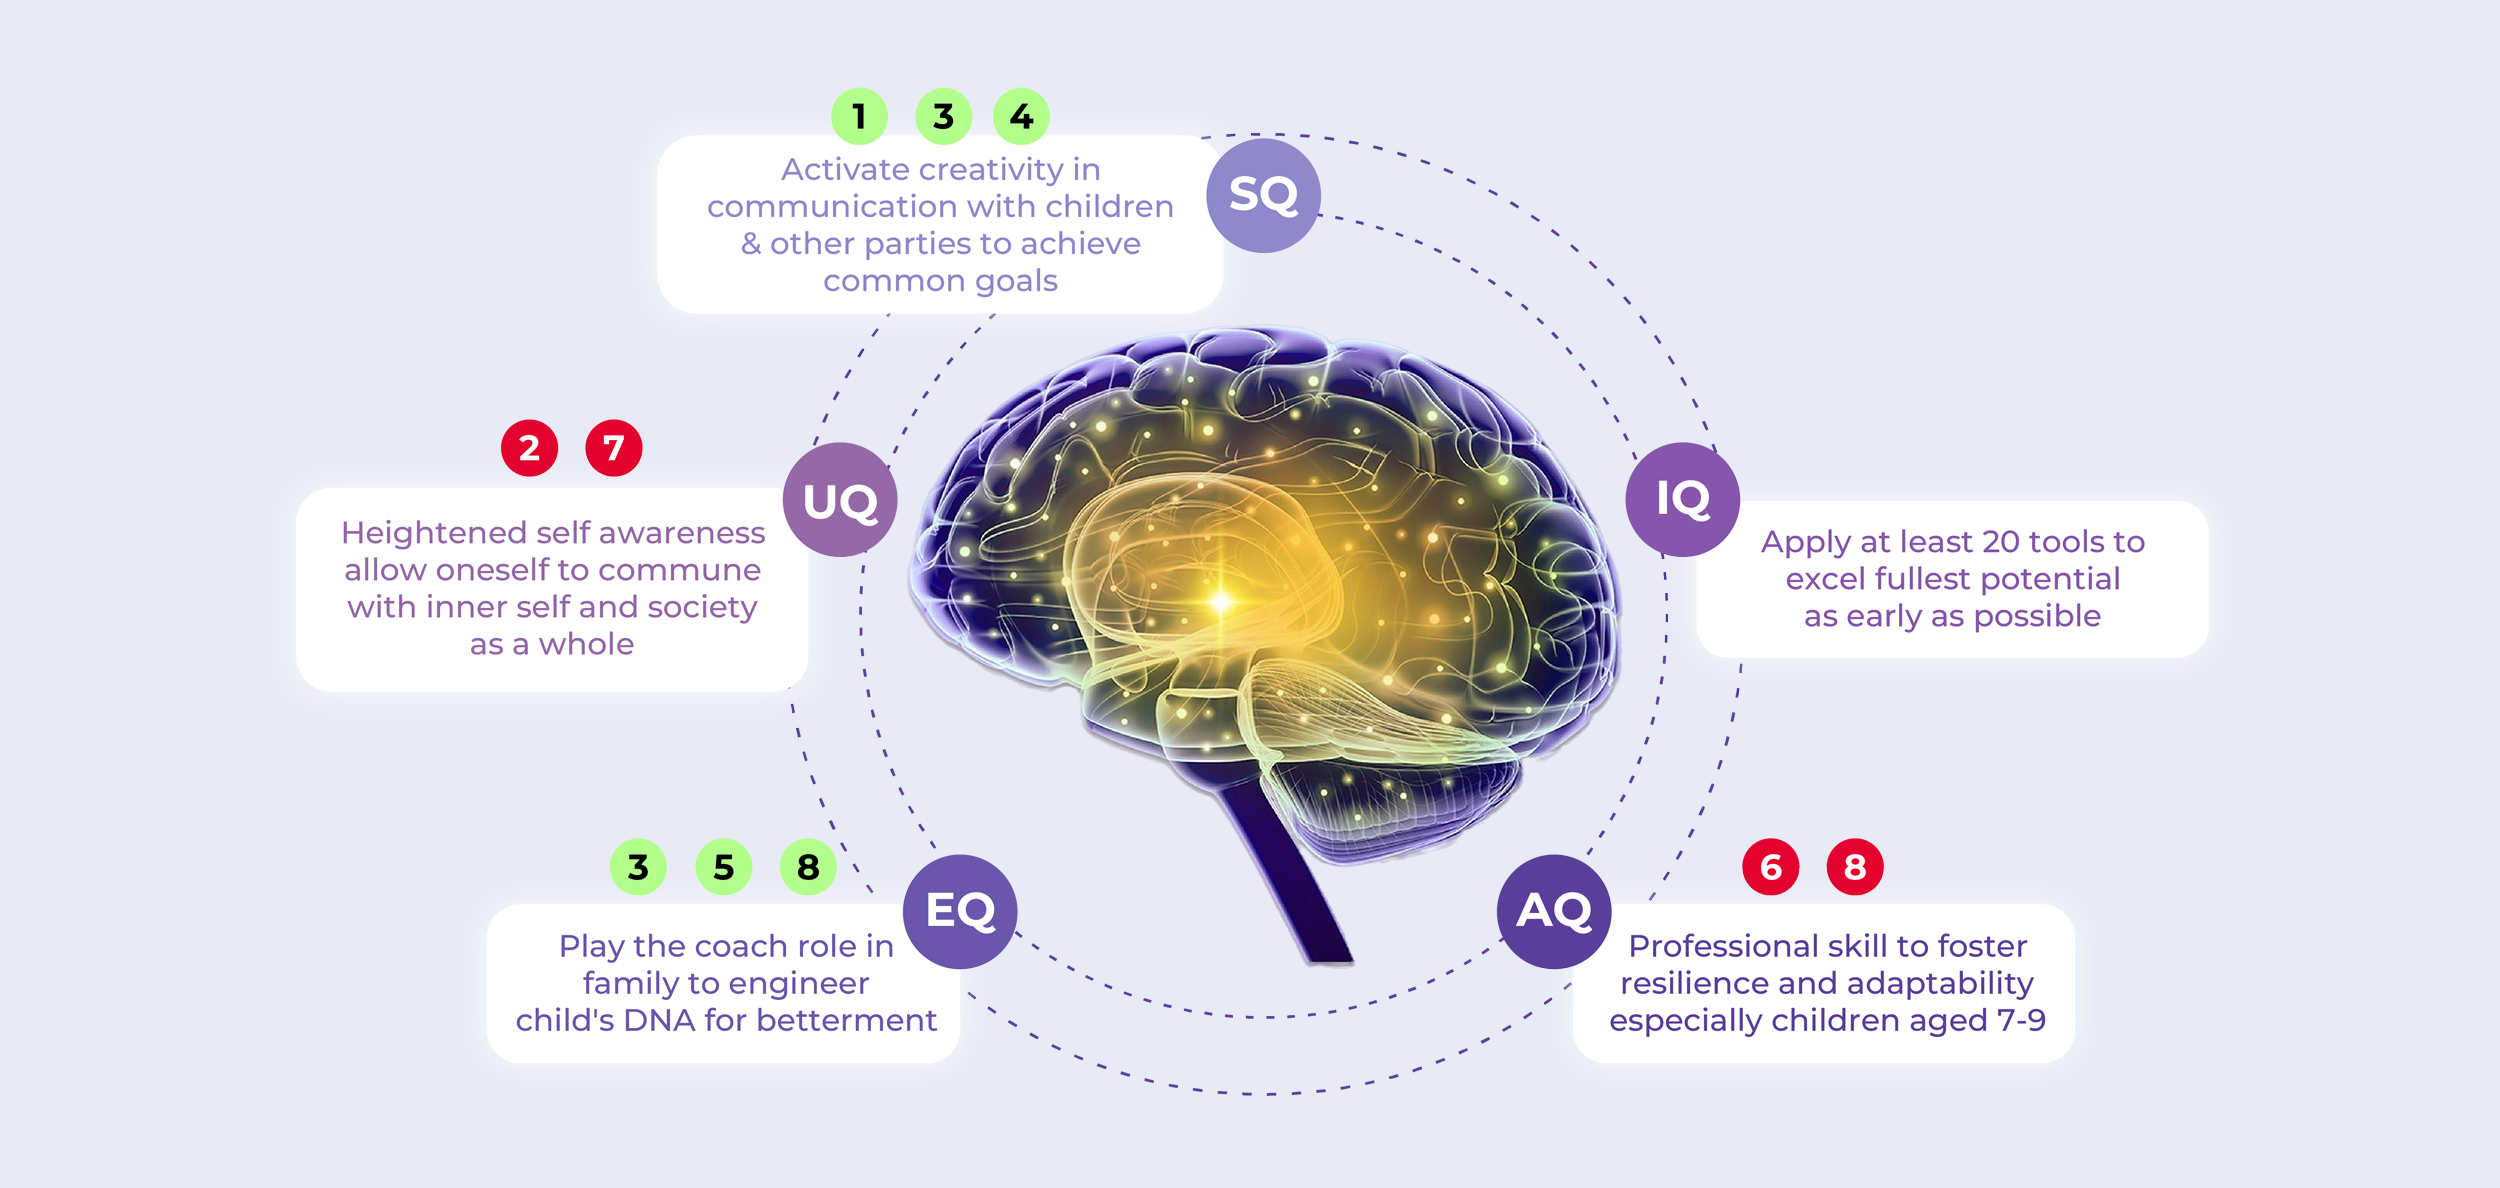 1 3 4
Activate creativity in
communication with children
& other parties to achieve
common goals
SQ
2 7
UQ
Heightened self awareness
allow oneself to commune
with inner self and society
as a whole
IQ
Apply at least 20 tools to
excel fullest potential
as early as possible
3 5 8
EQ
Play the coach role in
family to engineer
child's DNA for betterment
6 8
AQ
Professional skill to foster
resilience and adaptability
especially children aged 7-9